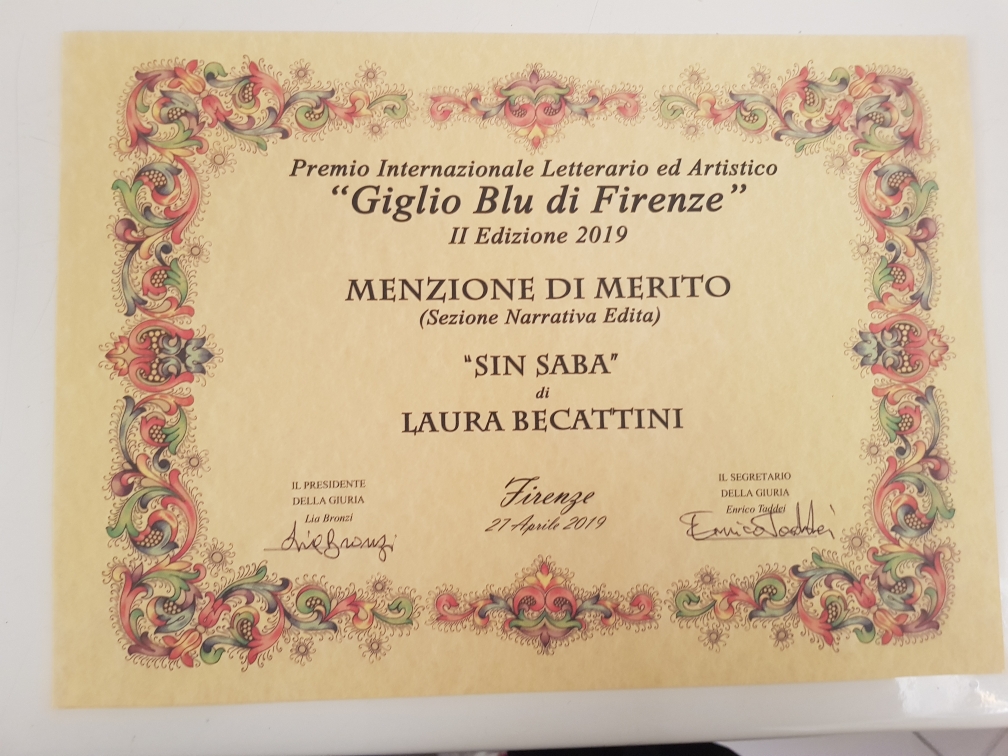 Premio Internazionale Letterario ed Artistico
“Giglio Blu di Firenze”
II Edizione 2019
MENZIONE DI MERITO
(Sezione Narrativa Edita)
“SIN SABA”
di
LAURA BECATTINI
IL PRESIDENTE
DELLA GIURIA
Lia Bronzi
Lia Bronzi
Firenze
27 Aprile 2019
IL SEGRETARIO
DELLA GIURIA
Enrico Taddei
Enrico Taddei